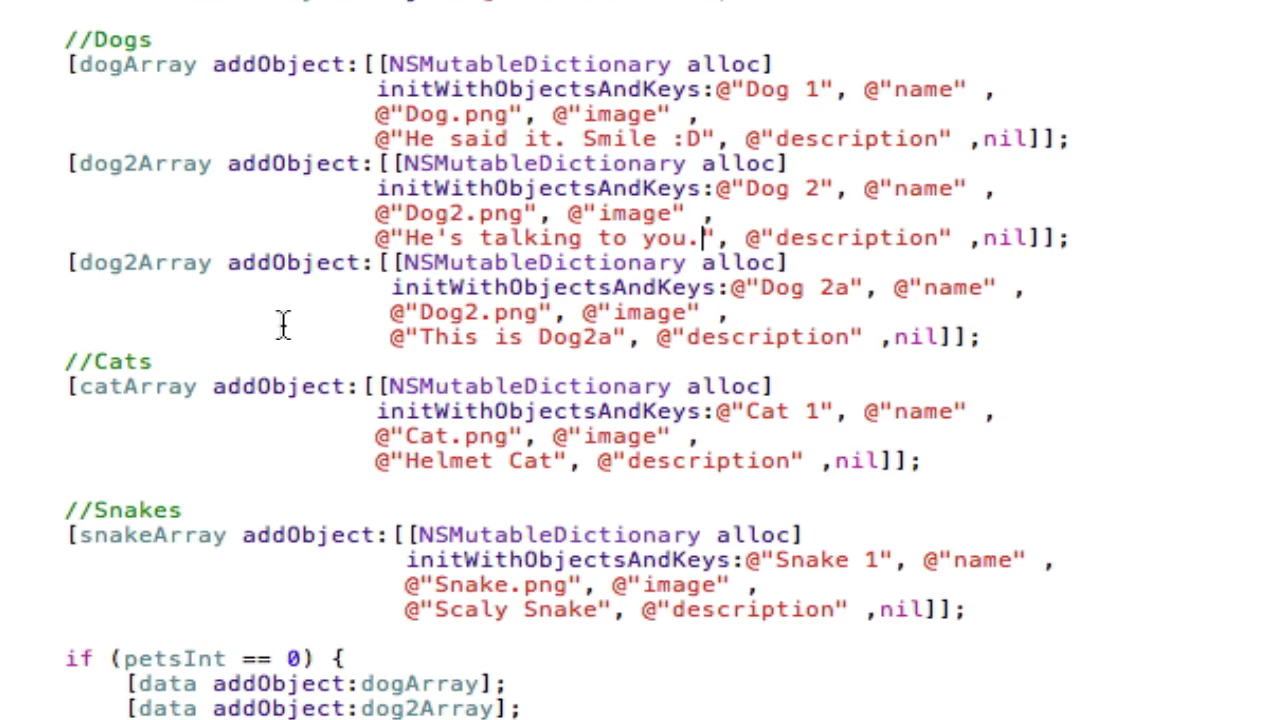 //Dogs
[dogArray addObject:[[NSMutableDictionary alloc]
initWithObjectsAndKeys:@"Dog 1", @"name" ,
@"Dog.png", @"image" ,
@"He said it. Smile :D", @"description" ,nil]];
[dog2Array addObject:[[NSMutableDictionary alloc]
initWithObjectsAndKeys:@"Dog 2", @"name" ,
@"Dog2.png", @"image" ,
@"He's talking to you.", @"description" ,nil]];
[dog2Array addObject:[[NSMutableDictionary alloc]
initWithObjectsAndKeys:@"Dog 2a", @"name" ,
@"Dog2.png", @"image" ,
@"This is Dog2a", @"description" ,nil]];
//Cats
[catArray addObject:[[NSMutableDictionary alloc]
initWithObjectsAndKeys:@"Cat 1", @"name" ,
@"Cat.png", @"image" ,
@"Helmet Cat", @"description" ,nil]];
//Snakes
[snakeArray addObject:[[NSMutableDictionary alloc]
initWithObjectsAndKeys:@"Snake 1", @"name" ,
@"Snake.png", @"image" ,
@"Scaly Snake", @"description" ,nil]];
if (petsInt == 0) {
[data addObject:dogArray];
[data addObject:dog2Array];